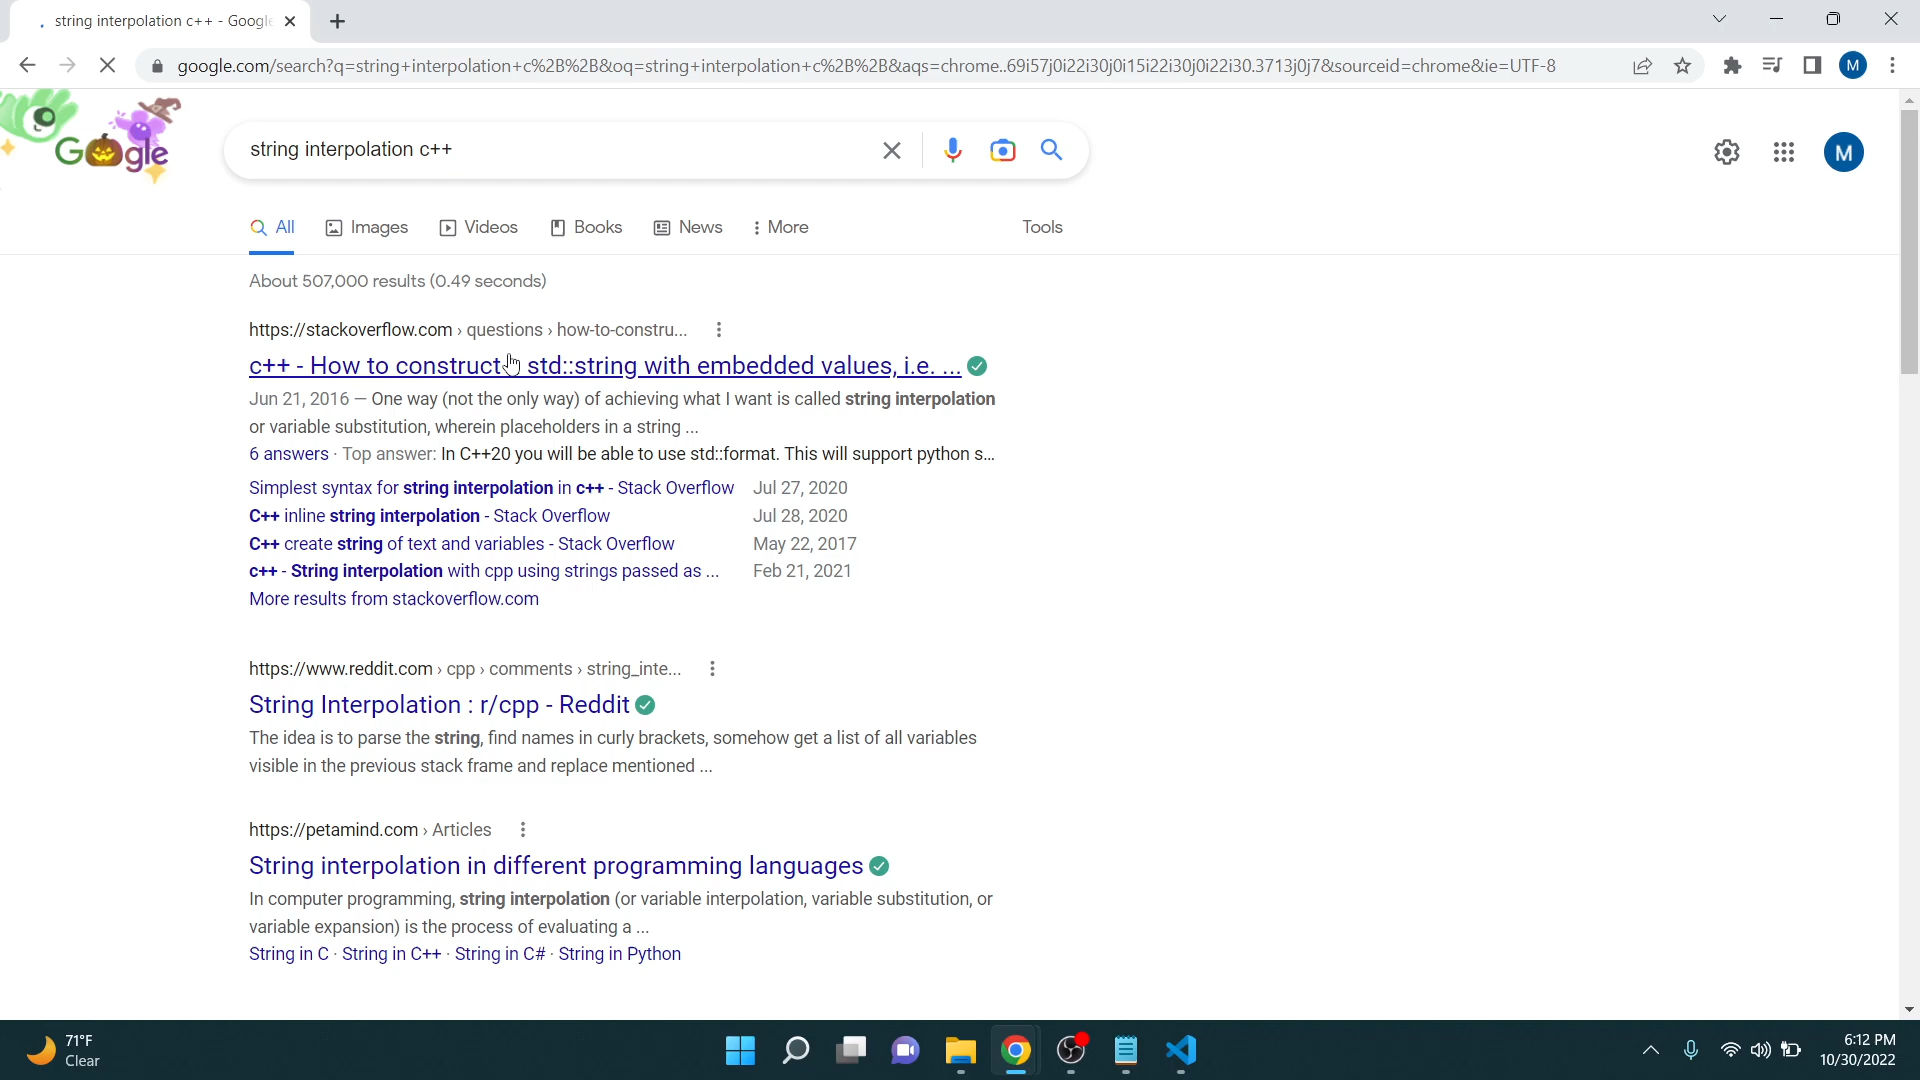 string interpolation c++ - Google
google.com/search?q=string+interpolation+c%2B%2B&oq=string+interpolation+c%2B%2B&aqs=chrome..69i57j0i22i30j0i15i22i30j0i22i30.3713j0j7&sourceid=chrome&ie=UTF-8
M
Google
string interpolation c++
M
All Images Videos Books News More Tools
About 507,000 results (0.49 seconds)
https://stackoverflow.com › questions › how-to-constru...
c++ - How to construct std::string with embedded values, i.e. ...
Jun 21, 2016 — One way (not the only way) of achieving what I want is called string interpolation
or variable substitution, wherein placeholders in a string ...
6 answers · Top answer: In C++20 you will be able to use std::format. This will support python s...
Simplest syntax for string interpolation in c++ - Stack Overflow Jul 27, 2020
C++ inline string interpolation - Stack Overflow Jul 28, 2020
C++ create string of text and variables - Stack Overflow May 22, 2017
c++ - String interpolation with cpp using strings passed as ... Feb 21, 2021
More results from stackoverflow.com
https://www.reddit.com › cpp › comments › string_inte...
String Interpolation : r/cpp - Reddit
The idea is to parse the string, find names in curly brackets, somehow get a list of all variables
visible in the previous stack frame and replace mentioned ...
https://petamind.com › Articles
String interpolation in different programming languages
In computer programming, string interpolation (or variable interpolation, variable substitution, or
variable expansion) is the process of evaluating a ...
String in C · String in C++ · String in C# · String in Python
71°F
Clear
6:12 PM
10/30/2022